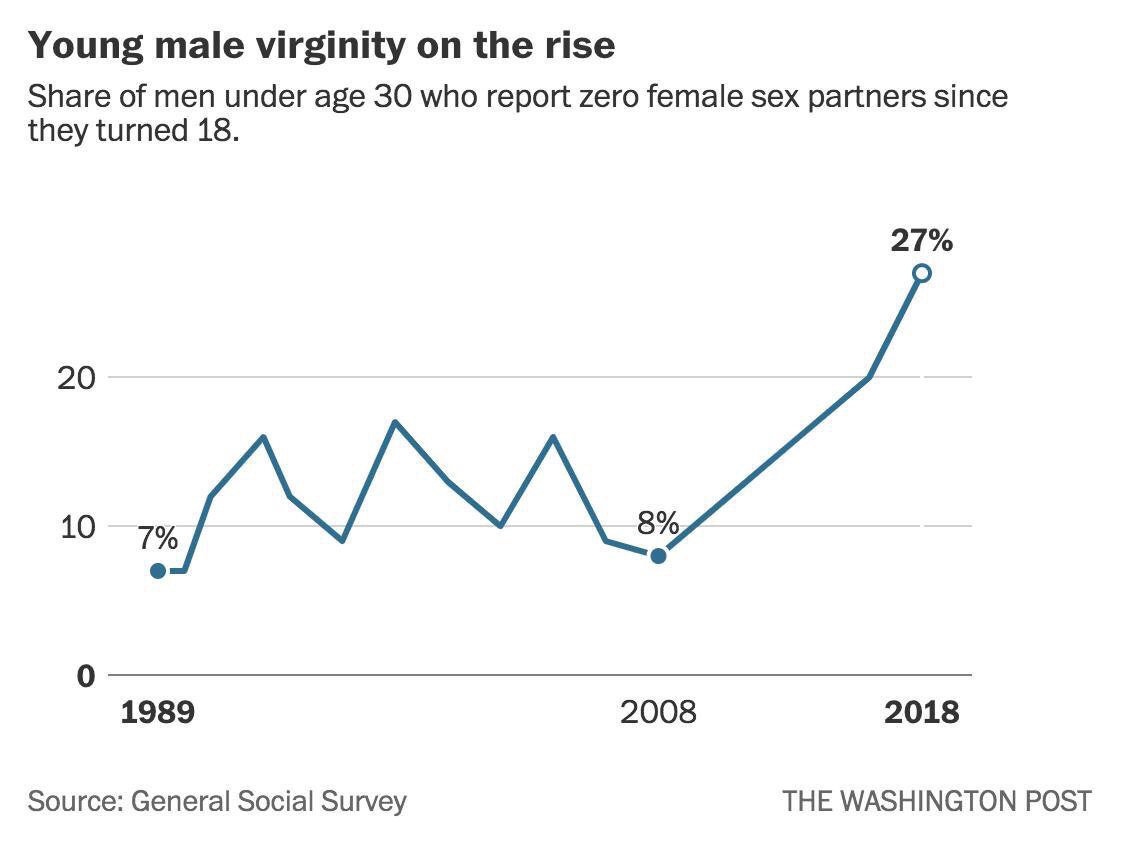 Young male virginity on the rise
Share of men under age 30 who report zero female sex partners since
they turned 18.
27%
20
10
7%
8%
0
1989
2008
2018
Source: General Social Survey
THE WASHINGTON POST